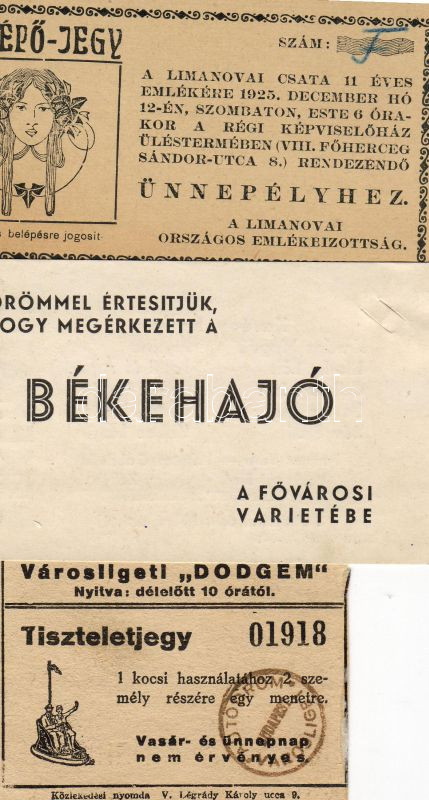 ÉPŐ-JEGY
SZÁM:
A LIMANOVAI CSATA 11 ÉVES
EMLÉKÉRE 1925. DECEMBER HÓ
12-ÉN, SZOMBATON, ESTE 6 ÓRA-
KOR A RÉGI KÉPVISELŐHÁZ
ÜLÉSTERMÉBEN (VIII. FŐHERCEG
SÁNDOR-UTCA 8.) RENDEZENDŐ
ÜNNEPÉLYHEZ.
A LIMANOVAI
ORSZÁGOS EMLÉKBIZOTTSÁG.
s belépésre jogosit
ÖRÖMMEL ÉRTESITJÜK,
OGY MEGÉRKEZETT A
BÉKEHAJÓ
A FŐVÁROSI
VARIETÉBE
Városligeti „DODGEM"
Nyitva: délelőtt 10 órától.
Tiszteletjegy 01918
1 kocsi használatához 2 sze-
mély részére egy menetre.
Vasár- és ünnepnap
nem érvényes.
Közlekedési nyomda V. Légrády Károly ucca 9.